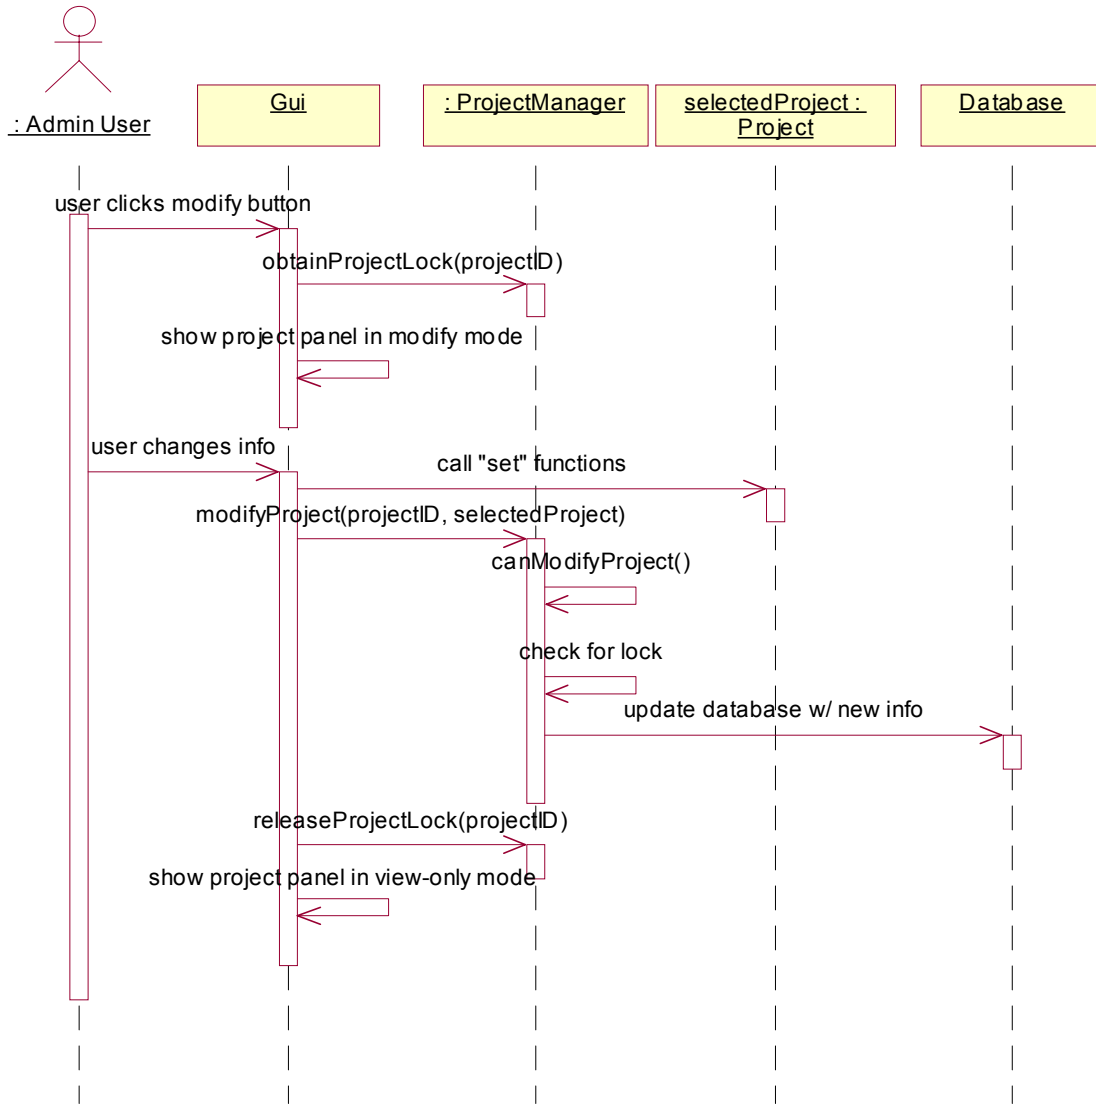 : Admin User
Gui
: ProjectManager
selectedProject :
Project
Database
user clicks modify button
obtainProjectLock(projectID)
show project panel in modify mode
user changes info
call "set" functions
modifyProject(projectID, selectedProject)
canModifyProject()
check for lock
update database w/ new info
releaseProjectLock(projectID)
show project panel in view-only mode